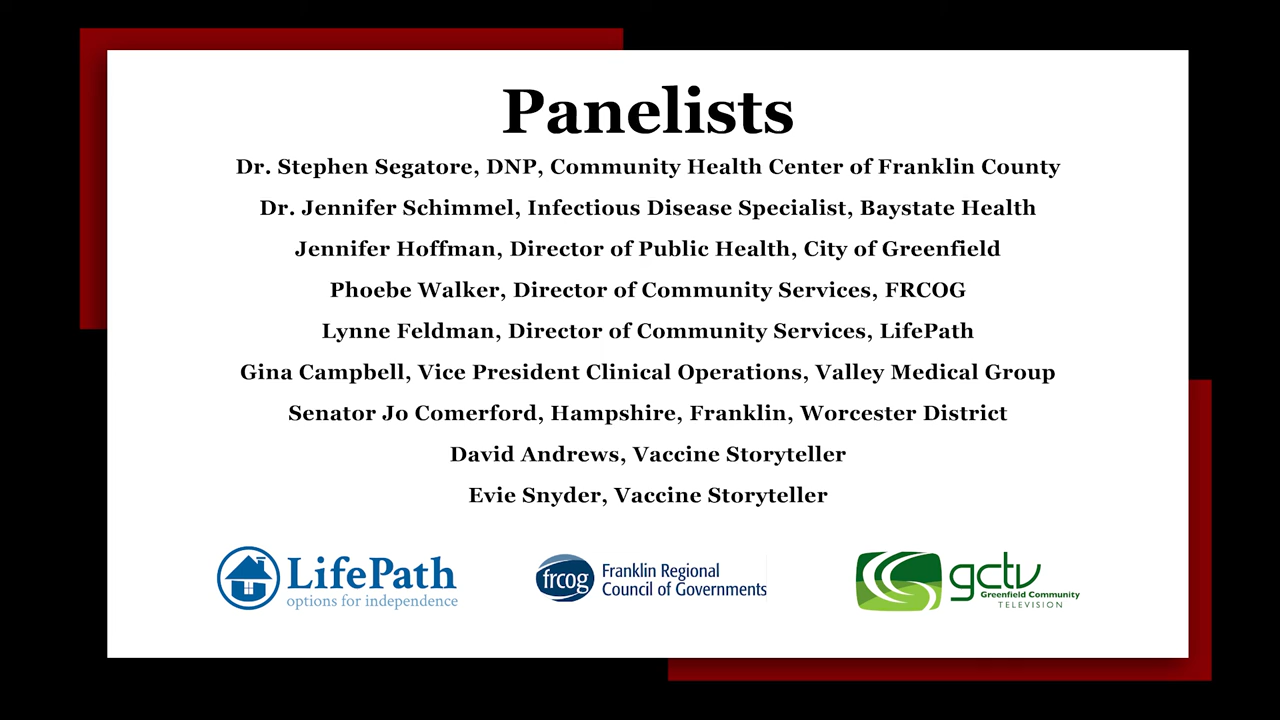 Panelists
Dr. Stephen Segatore, DNP, Community Health Center of Franklin County
Dr. Jennifer Schimmel, Infectious Disease Specialist, Baystate Health
Jennifer Hoffman, Director of Public Health, City of Greenfield
Phoebe Walker, Director of Community Services, FRCOG
Lynne Feldman, Director of Community Services, LifePath
Gina Campbell, Vice President Clinical Operations, Valley Medical Group
Senator Jo Comerford, Hampshire, Franklin, Worcester District
David Andrews, Vaccine Storyteller
Evie Snyder, Vaccine Storyteller
LifePath
options for independence
frcog
Franklin Regional
Council of Governments
gctv
Greenfield Community
TELEVISION